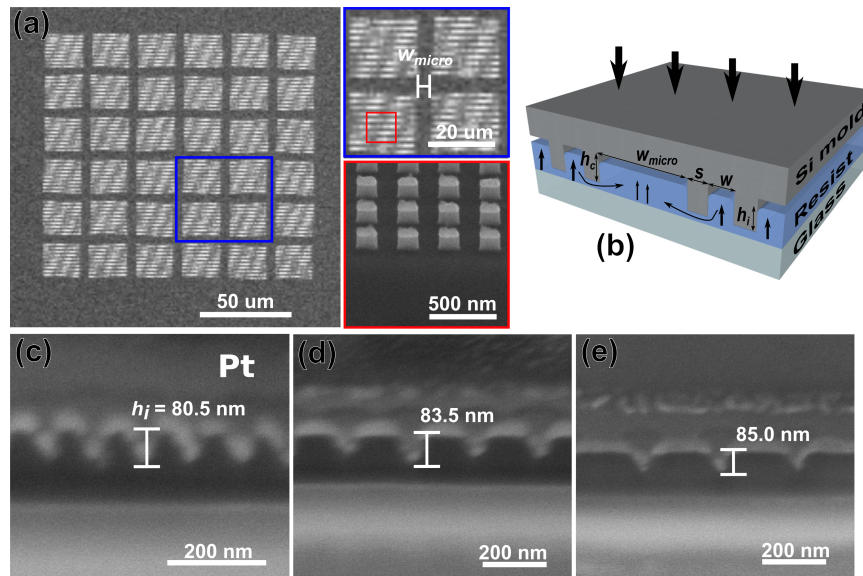 (a)
50 um
w_micro
20 um
500 nm
h_c
w_micro
s
w
h_i
Si mold
Resist
Glass
(b)
(c)
Pt
h_i = 80.5 nm
200 nm
(d)
83.5 nm
200 nm
(e)
85.0 nm
200 nm